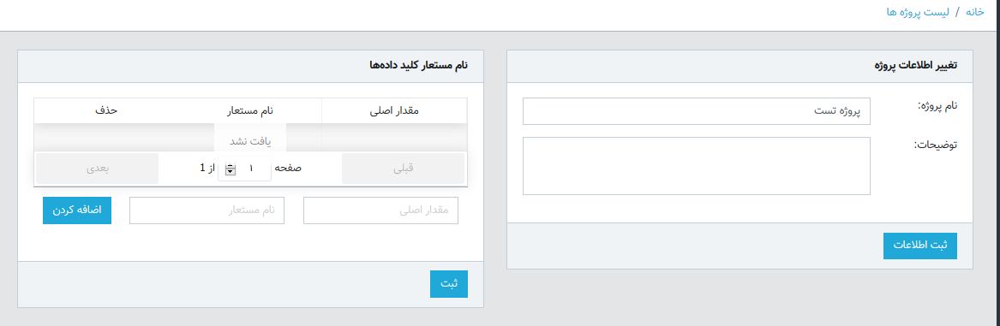 خانه / لیست پروژه ها
تغییر اطلاعات پروژه
نام پروژه:
پروژه تست
توضیحات:
ثبت اطلاعات
نام مستعار کلید داده‌ها
مقدار اصلی نام مستعار حذف
یافت نشد
قبلی صفحه ۱ از 1 بعدی
مقدار اصلی نام مستعار اضافه کردن
ثبت